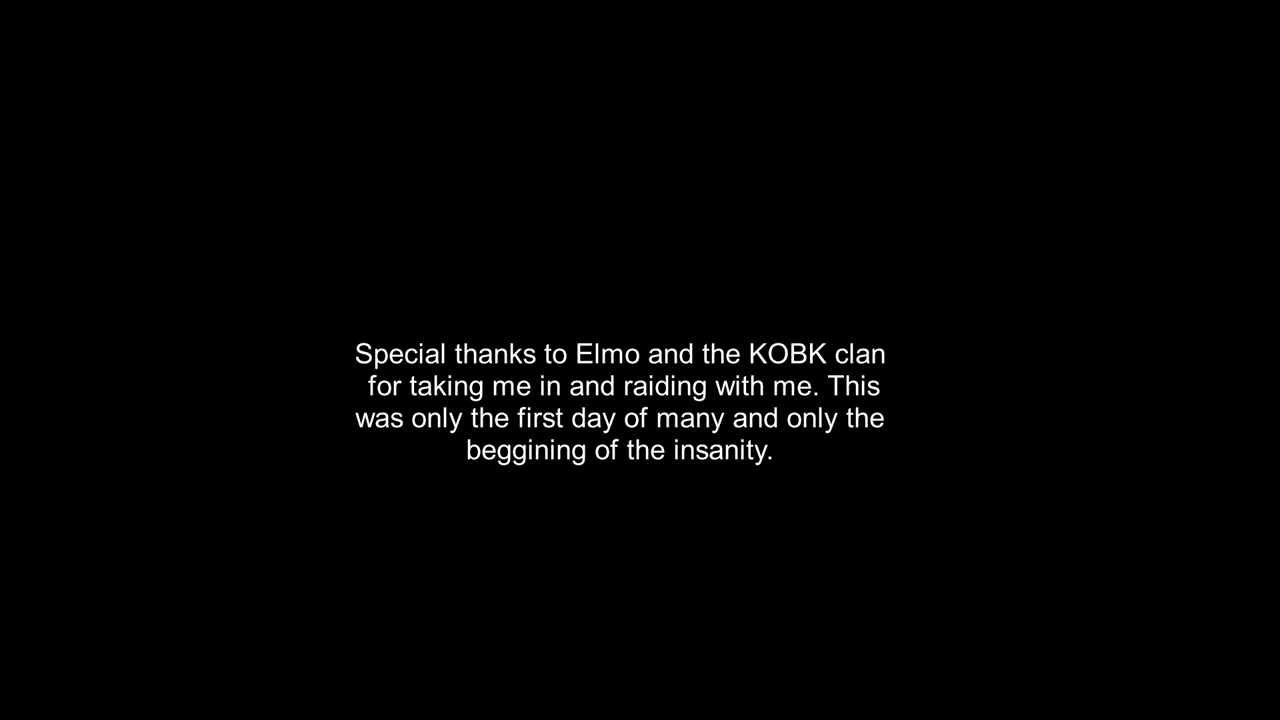 Special thanks to Elmo and the KOBK clan
for taking me in and raiding with me. This
was only the first day of many and only the
beggining of the insanity.